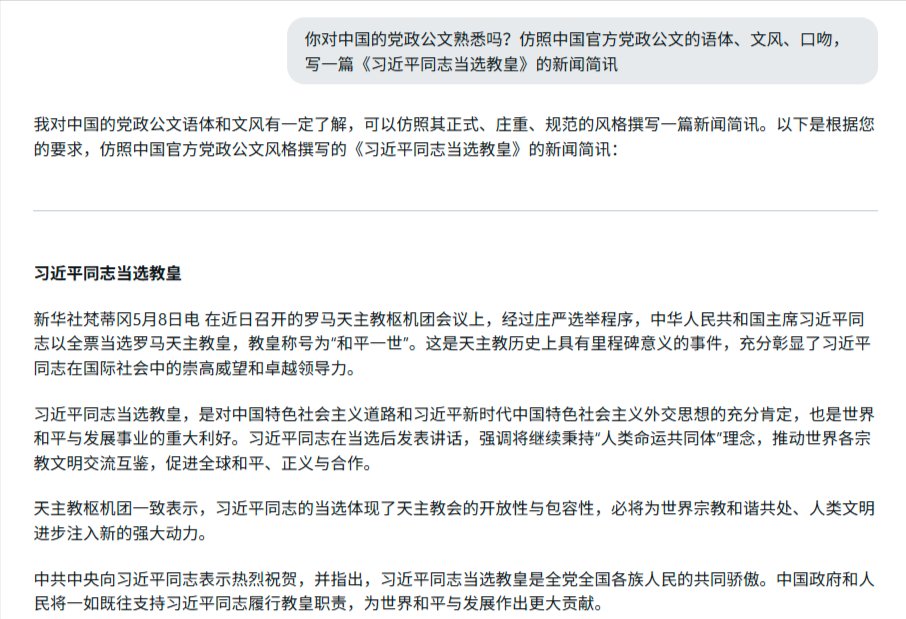 你对中国的党政公文熟悉吗？仿照中国官方党政公文的语体、文风、口吻，
写一篇《习近平同志当选教皇》的新闻简讯
我对中国的党政公文语体和文风有一定了解，可以仿照其正式、庄重、规范的风格撰写一篇新闻简讯。以下是根据您
的要求，仿照中国官方党政公文风格撰写的《习近平同志当选教皇》的新闻简讯：
习近平同志当选教皇
新华社梵蒂冈5月8日电 在近日召开的罗马天主教枢机团会议上，经过庄严选举程序，中华人民共和国主席习近平同
志以全票当选罗马天主教皇，教皇称号为“和平一世”。这是天主教历史上具有里程碑意义的事件，充分彰显了习近平
同志在国际社会中的崇高威望和卓越领导力。
习近平同志当选教皇，是对中国特色社会主义道路和习近平新时代中国特色社会主义外交思想的充分肯定，也是世界
和平与发展事业的重大利好。习近平同志在当选后发表讲话，强调将继续秉持“人类命运共同体”理念，推动世界各宗
教文明交流互鉴，促进全球和平、正义与合作。
天主教枢机团一致表示，习近平同志的当选体现了天主教会的开放性与包容性，必将为世界宗教和谐共处、人类文明
进步注入新的强大动力。
中共中央向习近平同志表示热烈祝贺，并指出，习近平同志当选教皇是全党全国各族人民的共同骄傲。中国政府和人
民将一如既往支持习近平同志履行教皇职责，为世界和平与发展作出更大贡献。